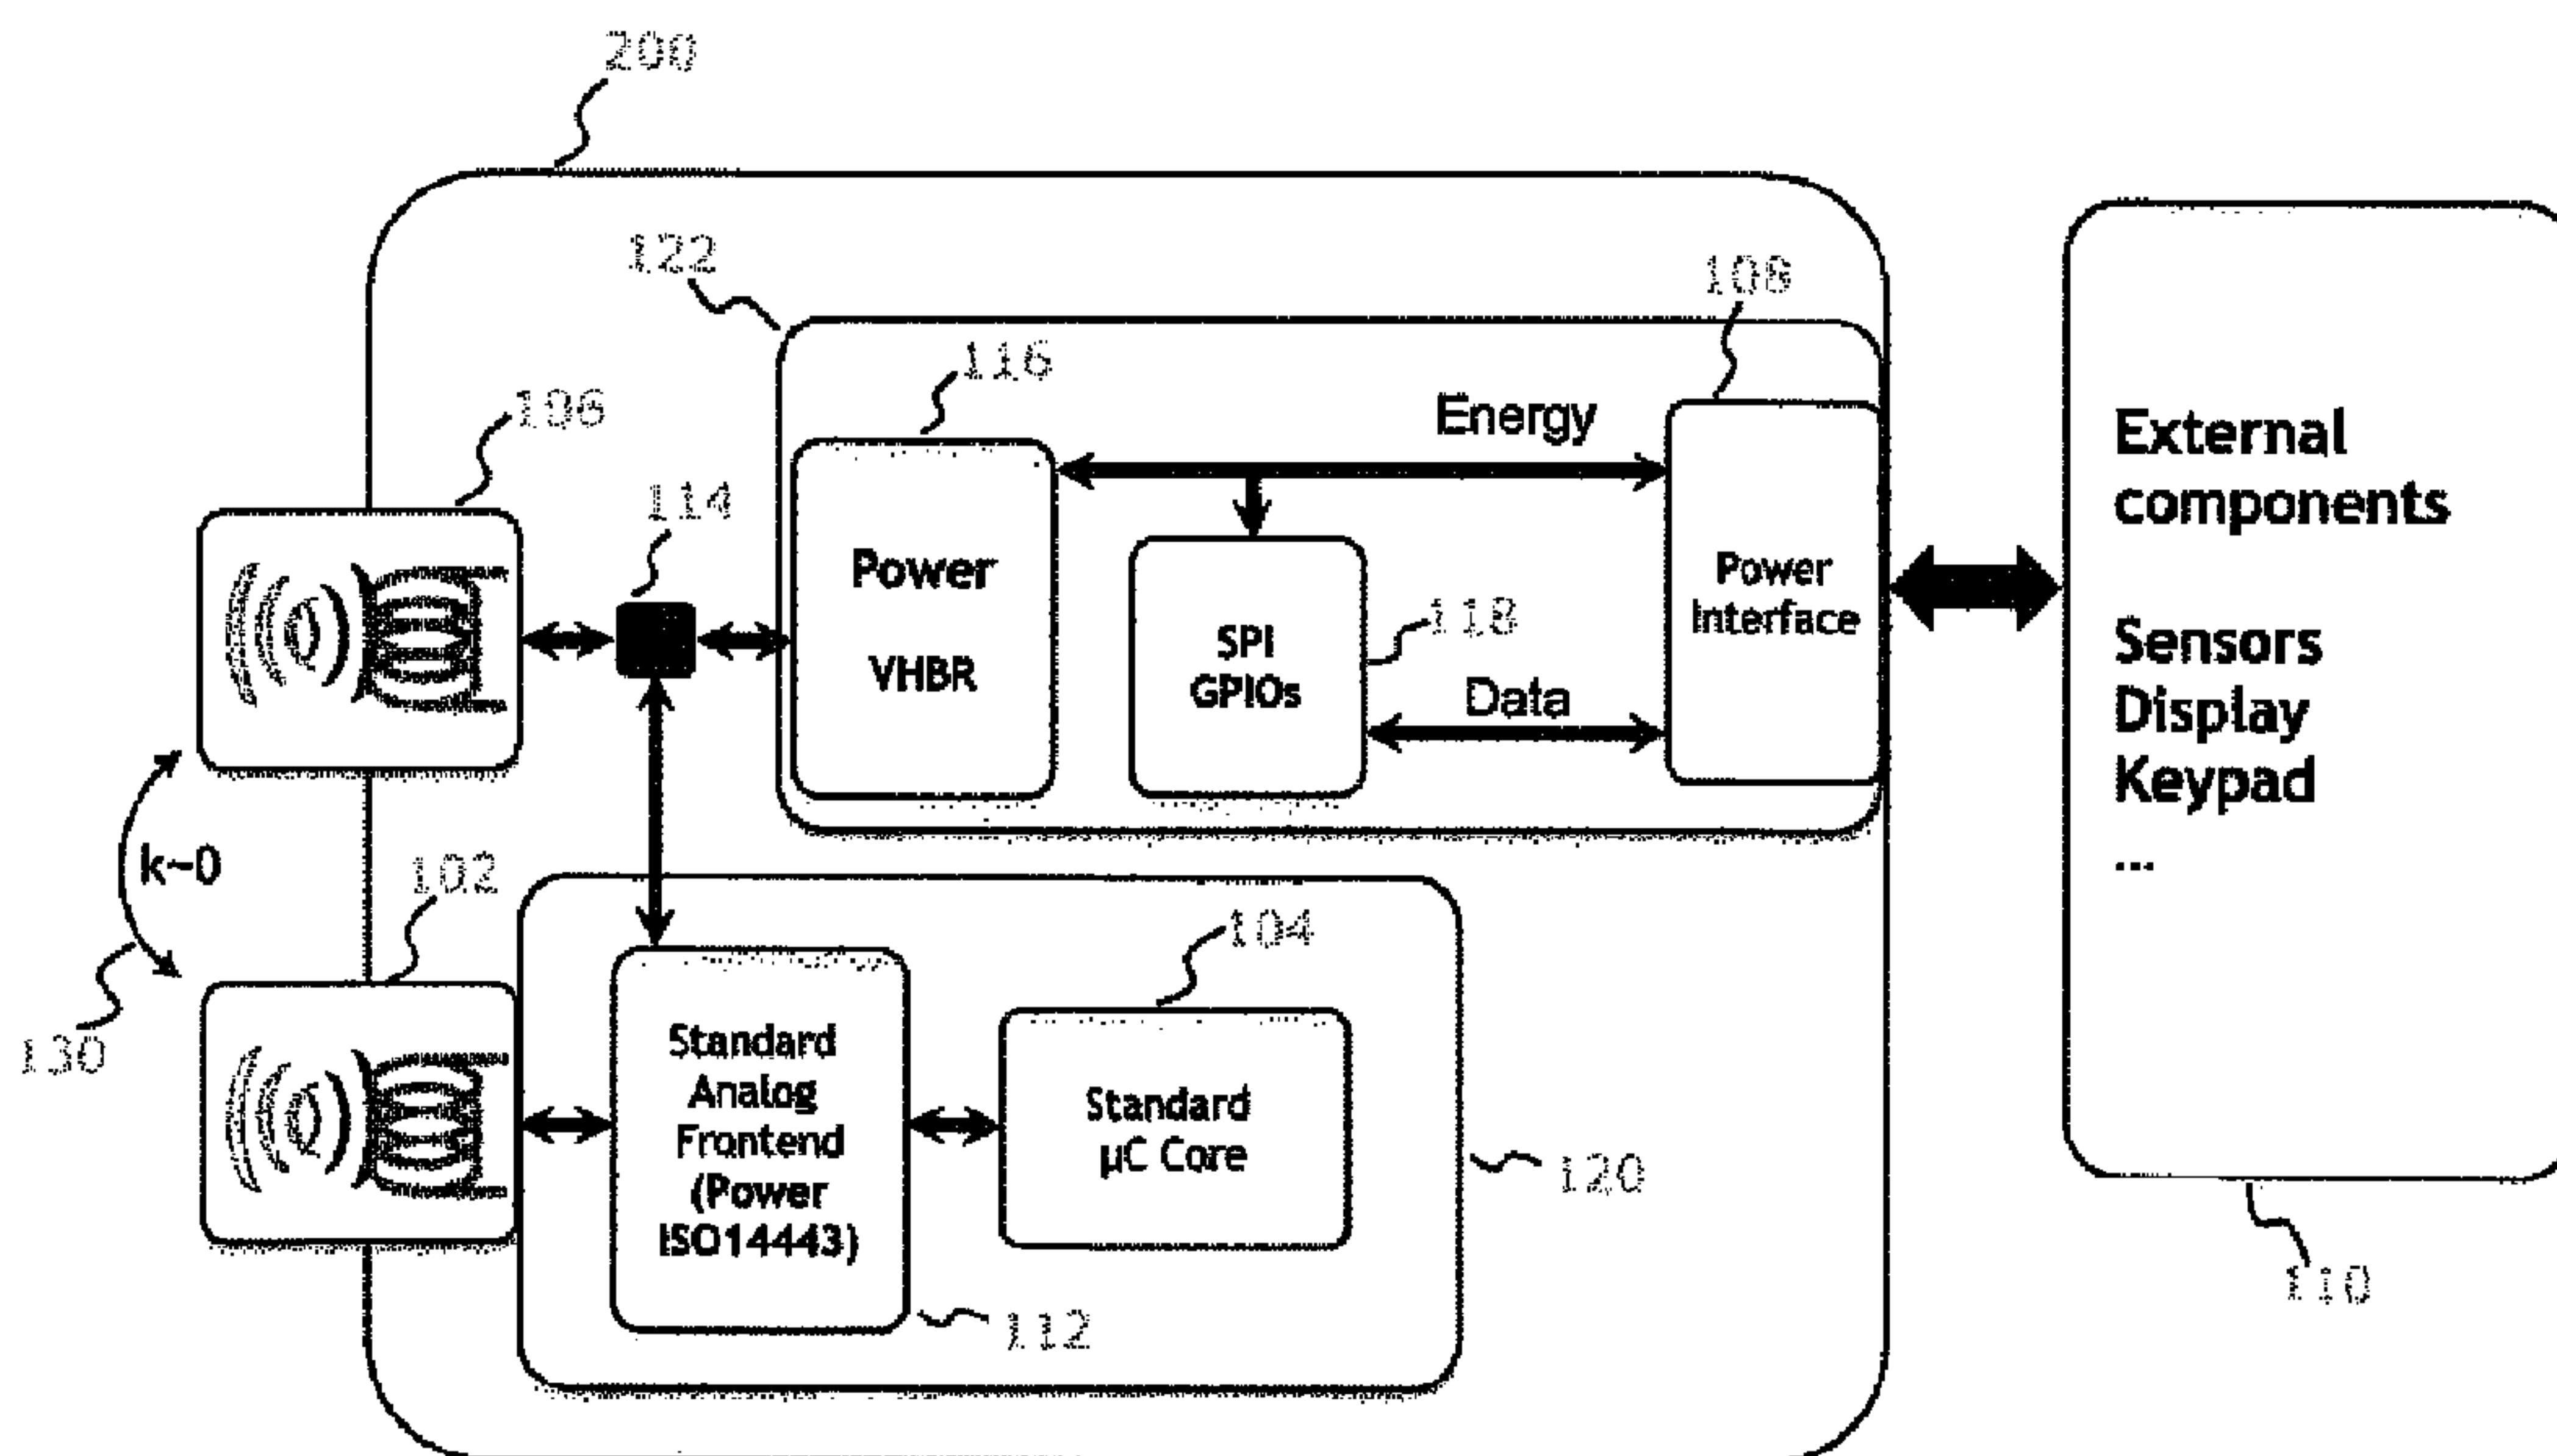 200
122
108
116
106
Energy
114
External
components
Power
VHBR
Power
Interface
SPI
GPIOs
118
Sensors
Display
Keypad
...
Data
k~0
102
104
130
Standard
Analog
Frontend
(Power
ISO14443)
Standard
µC Core
120
112
110